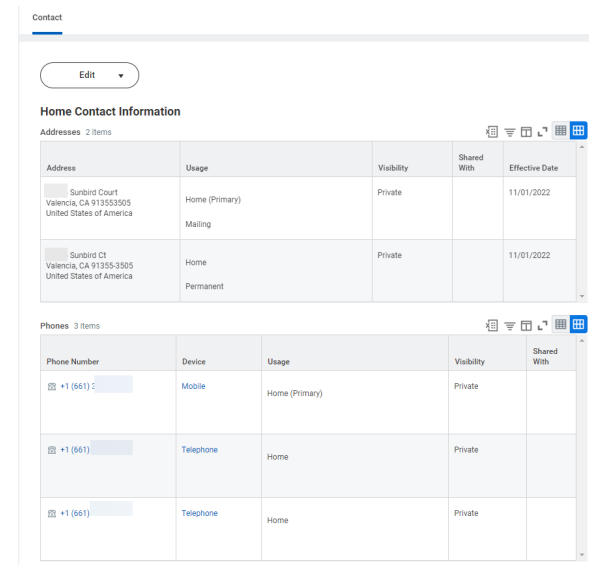 Contact
Edit
Home Contact Information
Addresses 2 items
Address Usage Visibility Shared With Effective Date
Sunbird Court
Valencia, CA 913553505
United States of America
Home (Primary)
Mailing
Private
11/01/2022
Sunbird Ct
Valencia, CA 91355-3505
United States of America
Home
Permanent
Private
11/01/2022
Phones 3 items
Phone Number Device Usage Visibility Shared With
+1 (661) Mobile Home (Primary) Private
+1 (661) Telephone Home Private
+1 (661) Telephone Home Private